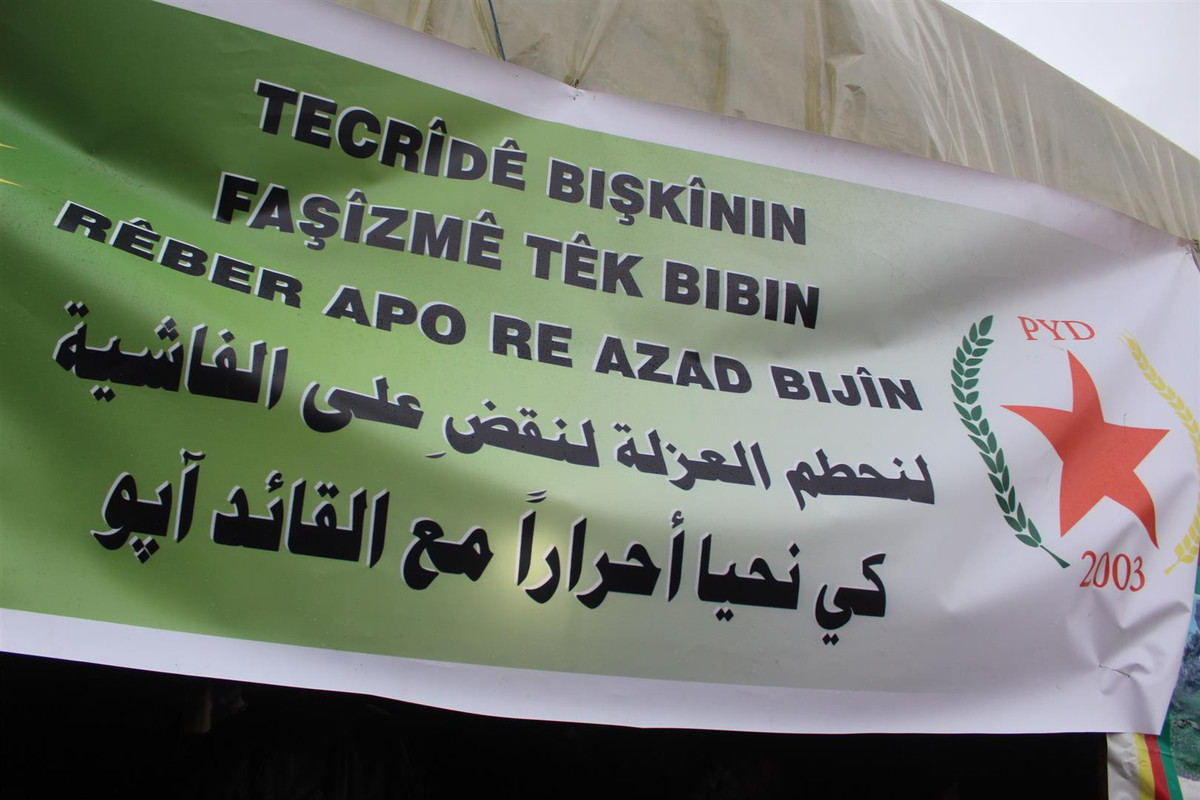 TECRÎDÊ BIŞKÎNIN
FAŞÎZMÊ TÊK BIBIN
RÊBER APO RE AZAD BIJÎN
لنحطم العزلة لنقضِ على الفاشية
كي نحيا أحراراً مع القائد آپو
PYD
2003